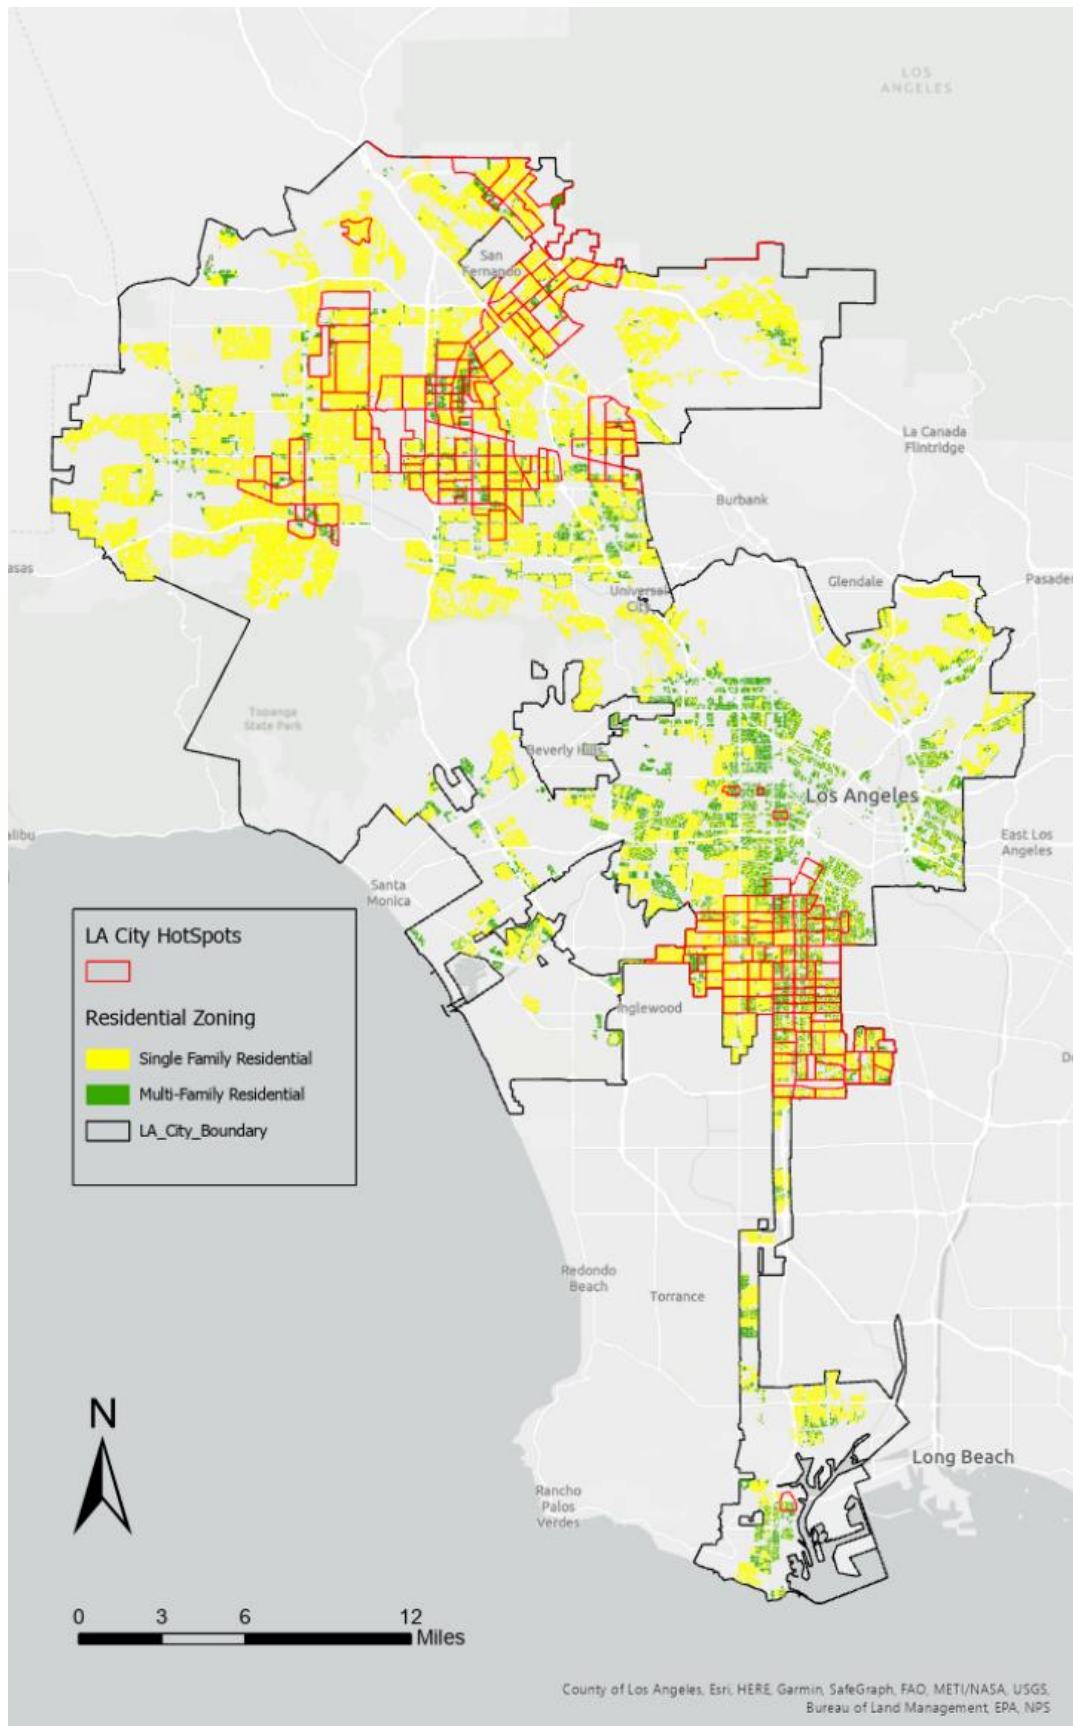 LOS
ANGELES
San
Fernando
La Canada
Flintridge
Burbank
asas
Glendale
Pasaden
Universal
City
Topanga
State Park
Beverly Hills
Los Angeles
alibu
East Los
Angeles
Santa
Monica
LA City HotSpots
Residential Zoning
Single Family Residential
Multi-Family Residential
LA_City_Boundary
Inglewood
Do
Redondo
Beach
Torrance
N
Long Beach
Rancho
Palos
Verdes
0 3 6 12
Miles
County of Los Angeles, Esri, HERE, Garmin, SafeGraph, FAO, METI/NASA, USGS,
Bureau of Land Management, EPA, NPS